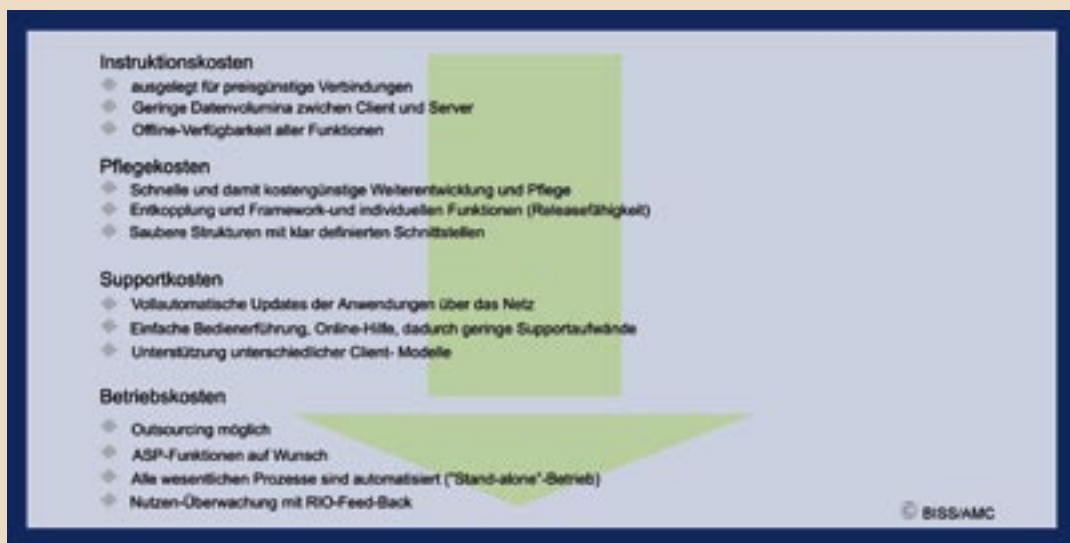 Instruktionskosten
ausgelegt für preisgünstige Verbindungen
Geringe Datenvolumina zwichen Client und Server
Offline-Verfügbarkeit aller Funktionen
Pflegekosten
Schnelle und damit kostengünstige Weiterentwicklung und Pflege
Entkopplung und Framework-und individuellen Funktionen (Releasefähigkeit)
Saubere Strukturen mit klar definierten Schnittstellen
Supportkosten
Vollautomatische Updates der Anwendungen über das Netz
Einfache Bedienerführung, Online-Hilfe, dadurch geringe Supportaufwände
Unterstützung unterschiedlicher Client- Modelle
Betriebskosten
Outsourcing möglich
ASP-Funktionen auf Wunsch
Alle wesentlichen Prozesse sind automatisiert ("Stand-alone"-Betrieb)
Nutzen-Überwachung mit RIO-Feed-Back
© BISS/AMC